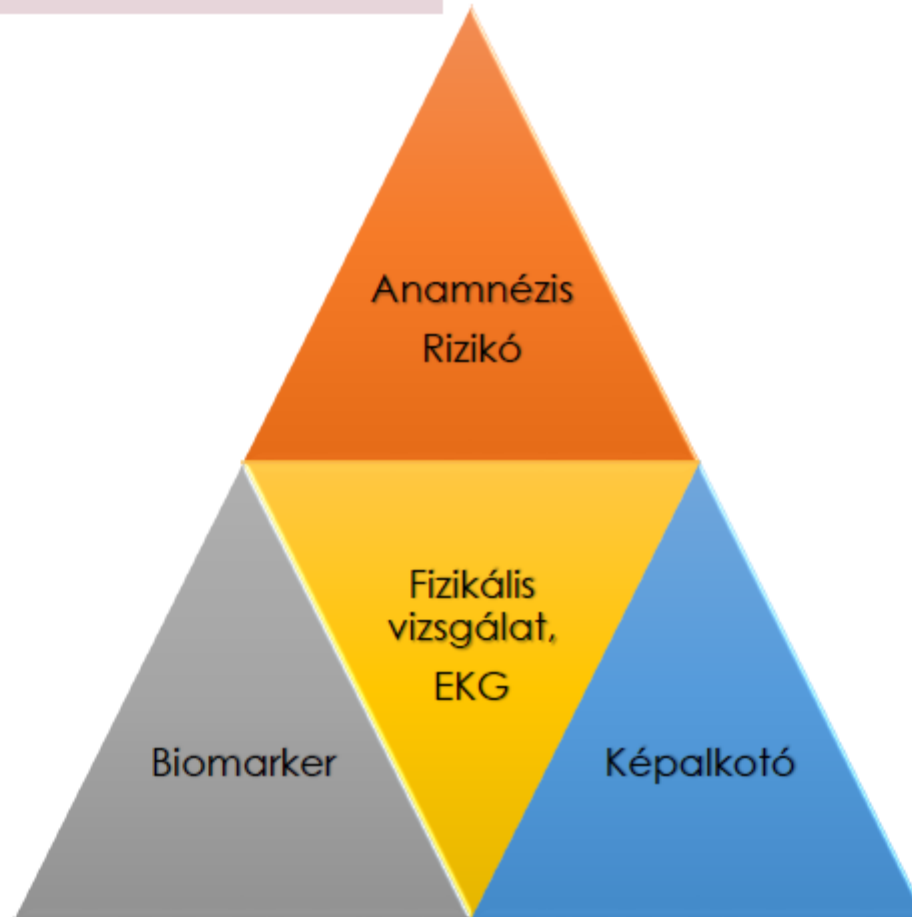 Anamnézis
Rizikó
Fizikális
vizsgálat,
EKG
Biomarker
Képalkotó